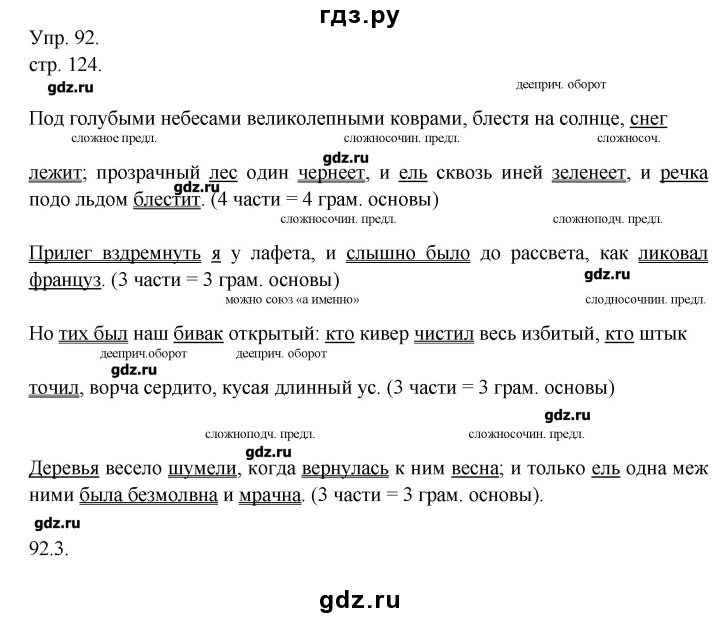 гдз.ру
Упр. 92.
стр. 124.
gdz.ru
дееприч. оборот
Под голубыми небесами великолепными коврами, блестя на солнце, снег
сложное предл.
сложносочин. предл.
сложносоч.
gdz.ru
лежит; прозрачный лес один чернеет, и ель сквозь иней зеленеет, и речка
gdz.ru
подо льдом блестит. (4 части = 4 грам. основы)
сложносочин. предл.
сложноподч. предл.
Прилег вздремнуть я у лафета, и слышно было до рассвета, как ликовал
gdz.ru
француз. (3 части = 3 грам. основы)
можно союз «а именно»
слодносочнин. предл.
Но тих был наш бивак открытый: кто кивер чистил весь избитый, кто штык
дееприч.оборот
дееприч. оборот
gdz.ru
точил, ворча сердито, кусая длинный ус. (3 части = 3 грам. основы)
gdz.ru
сложноподч. предл.
сложносочин. предл.
gdz.ru
Деревья весело шумели, когда вернулась к ним весна; и только ель одна меж
ними была безмолвна и мрачна. (3 части = 3 грам. основы).
gdz.ru
92.3.
gdz.ru